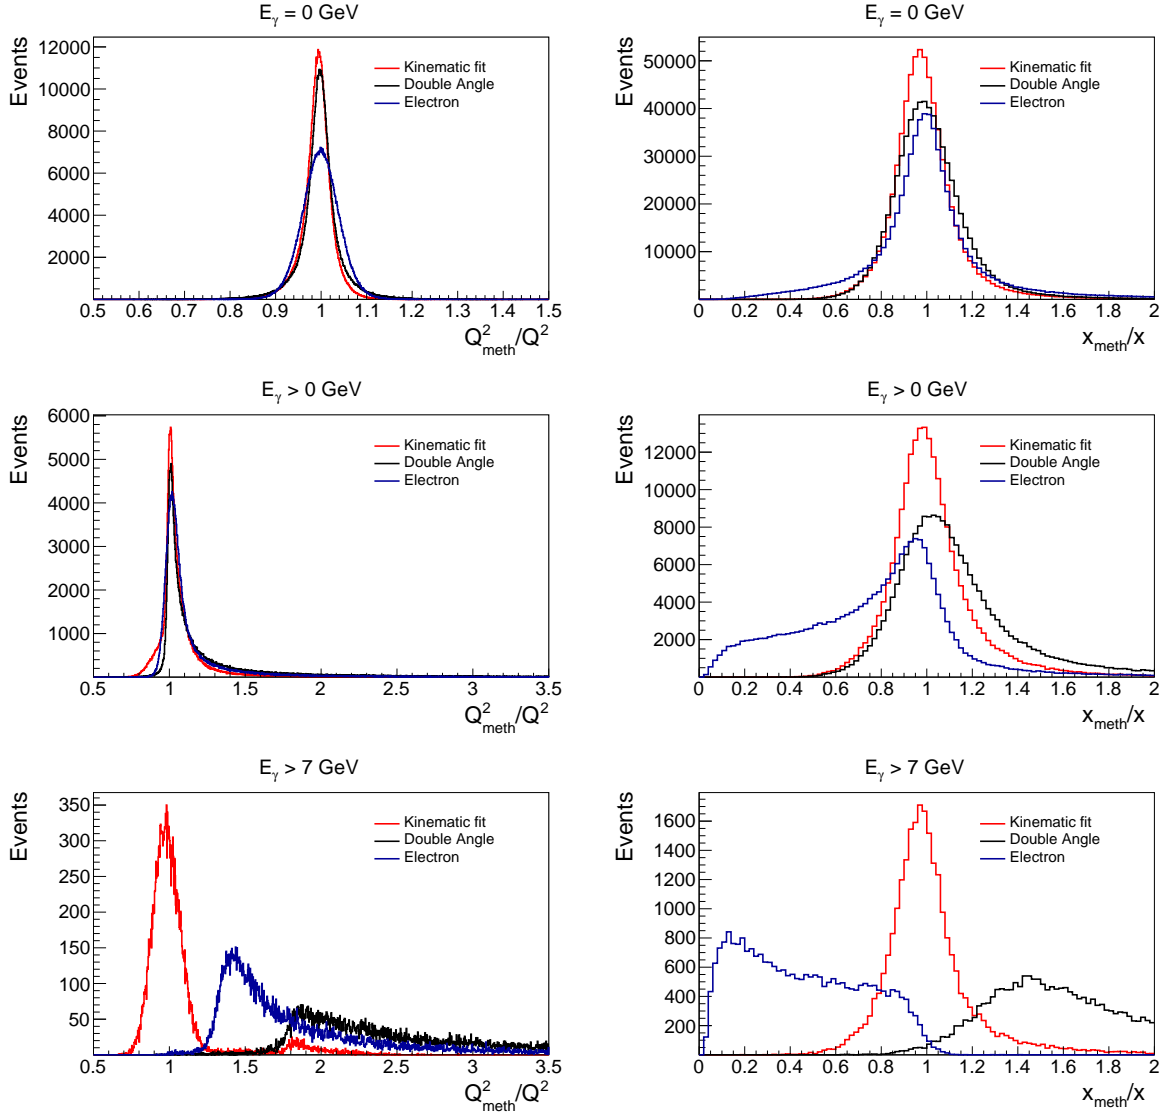 E_γ = 0 GeV
Events
12000
10000
8000
6000
4000
2000
Kinematic fit
Double Angle
Electron
0.5 0.6 0.7 0.8 0.9 1 1.1 1.2 1.3 1.4 1.5
Q²_meth/Q²
E_γ = 0 GeV
Events
50000
40000
30000
20000
10000
Kinematic fit
Double Angle
Electron
0 0.2 0.4 0.6 0.8 1 1.2 1.4 1.6 1.8 2
x_meth/x
E_γ > 0 GeV
Events
6000
5000
4000
3000
2000
1000
Kinematic fit
Double Angle
Electron
0.5 1 1.5 2 2.5 3 3.5
Q²_meth/Q²
E_γ > 0 GeV
Events
12000
10000
8000
6000
4000
2000
Kinematic fit
Double Angle
Electron
0 0.2 0.4 0.6 0.8 1 1.2 1.4 1.6 1.8 2
x_meth/x
E_γ > 7 GeV
Events
350
300
250
200
150
100
50
Kinematic fit
Double Angle
Electron
0.5 1 1.5 2 2.5 3 3.5
Q²_meth/Q²
E_γ > 7 GeV
Events
1600
1400
1200
1000
800
600
400
200
Kinematic fit
Double Angle
Electron
0 0.2 0.4 0.6 0.8 1 1.2 1.4 1.6 1.8 2
x_meth/x